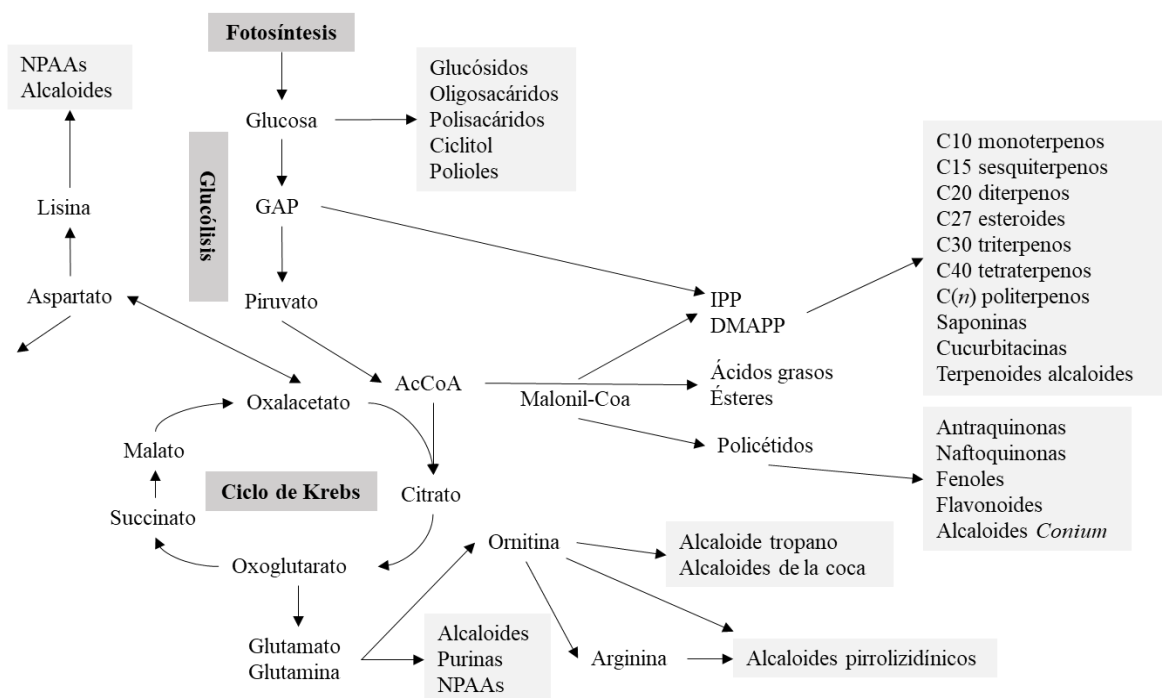 Fotosíntesis
NPAAs
Alcaloides
Glucosa
Glucósidos
Oligosacáridos
Polisacáridos
Ciclitol
Polioles
Glucólisis
Lisina
GAP
Aspartato
Piruvato
IPP
DMAPP
C10 monoterpenos
C15 sesquiterpenos
C20 diterpenos
C27 esteroides
C30 triterpenos
C40 tetraterpenos
C(n) politerpenos
Saponinas
Cucurbitacinas
Terpenoides alcaloides
AcCoA
Malonil-Coa
Ácidos grasos
Ésteres
Oxalacetato
Policétidos
Antraquinonas
Naftoquinonas
Fenoles
Flavonoides
Alcaloides Conium
Malato
Ciclo de Krebs
Citrato
Succinato
Oxoglutarato
Ornitina
Alcaloide tropano
Alcaloides de la coca
Glutamato
Glutamina
Alcaloides
Purinas
NPAAs
Arginina
Alcaloides pirrolizidínicos